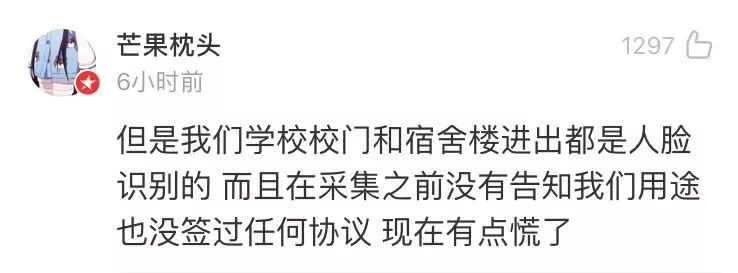 芒果枕头
1297
6小时前
但是我们学校校门和宿舍楼进出都是人脸
识别的 而且在采集之前没有告知我们用途
也没签过任何协议 现在有点慌了